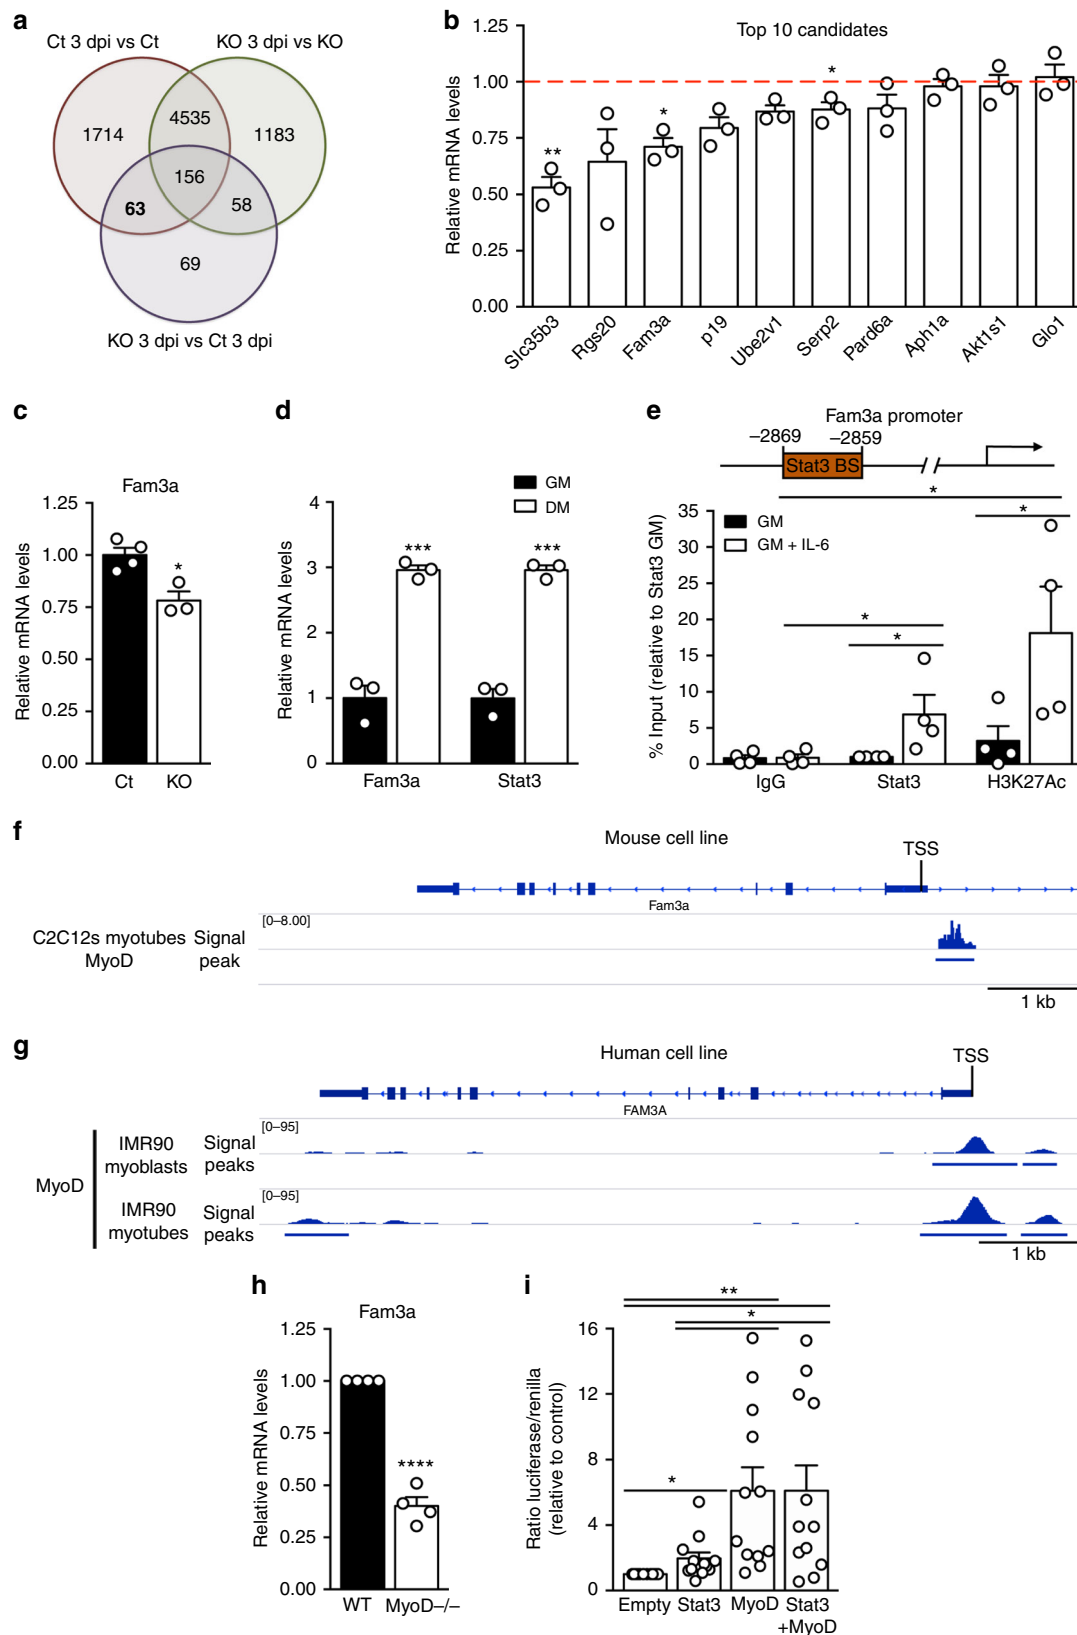 a
Ct 3 dpi vs Ct
KO 3 dpi vs KO
1714
4535
1183
156
63
58
69
KO 3 dpi vs Ct 3 dpi
b
Top 10 candidates
Relative mRNA levels
1.25
1.00
0.75
0.50
0.25
0.00
**
*
*
Slc35b3
Rgs20
Fam3a
p19
Ube2v1
Serp2
Pard6a
Aph1a
Akt1s1
Glo1
c
Fam3a
Relative mRNA levels
1.25
1.00
0.75
0.50
0.25
0.00
*
Ct
KO
d
GM
DM
Relative mRNA levels
4
3
2
1
0
***
***
Fam3a
Stat3
e
Fam3a promoter
−2869
−2859
Stat3 BS
GM
GM + IL-6
% Input (relative to Stat3 GM)
35
30
25
20
15
10
5
0
*
*
*
*
IgG
Stat3
H3K27Ac
f
Mouse cell line
TSS
Fam3a
[0–8.00]
C2C12s myotubes
MyoD
Signal
peak
1 kb
g
Human cell line
TSS
FAM3A
MyoD
[0–95]
IMR90
myoblasts
Signal
peaks
[0–95]
IMR90
myotubes
Signal
peaks
1 kb
h
Fam3a
Relative mRNA levels
1.25
1.00
0.75
0.50
0.25
0.00
****
WT
MyoD−/−
i
Ratio luciferase/renilla
(relative to control)
16
12
8
4
0
**
*
*
Empty
Stat3
MyoD
Stat3
+MyoD